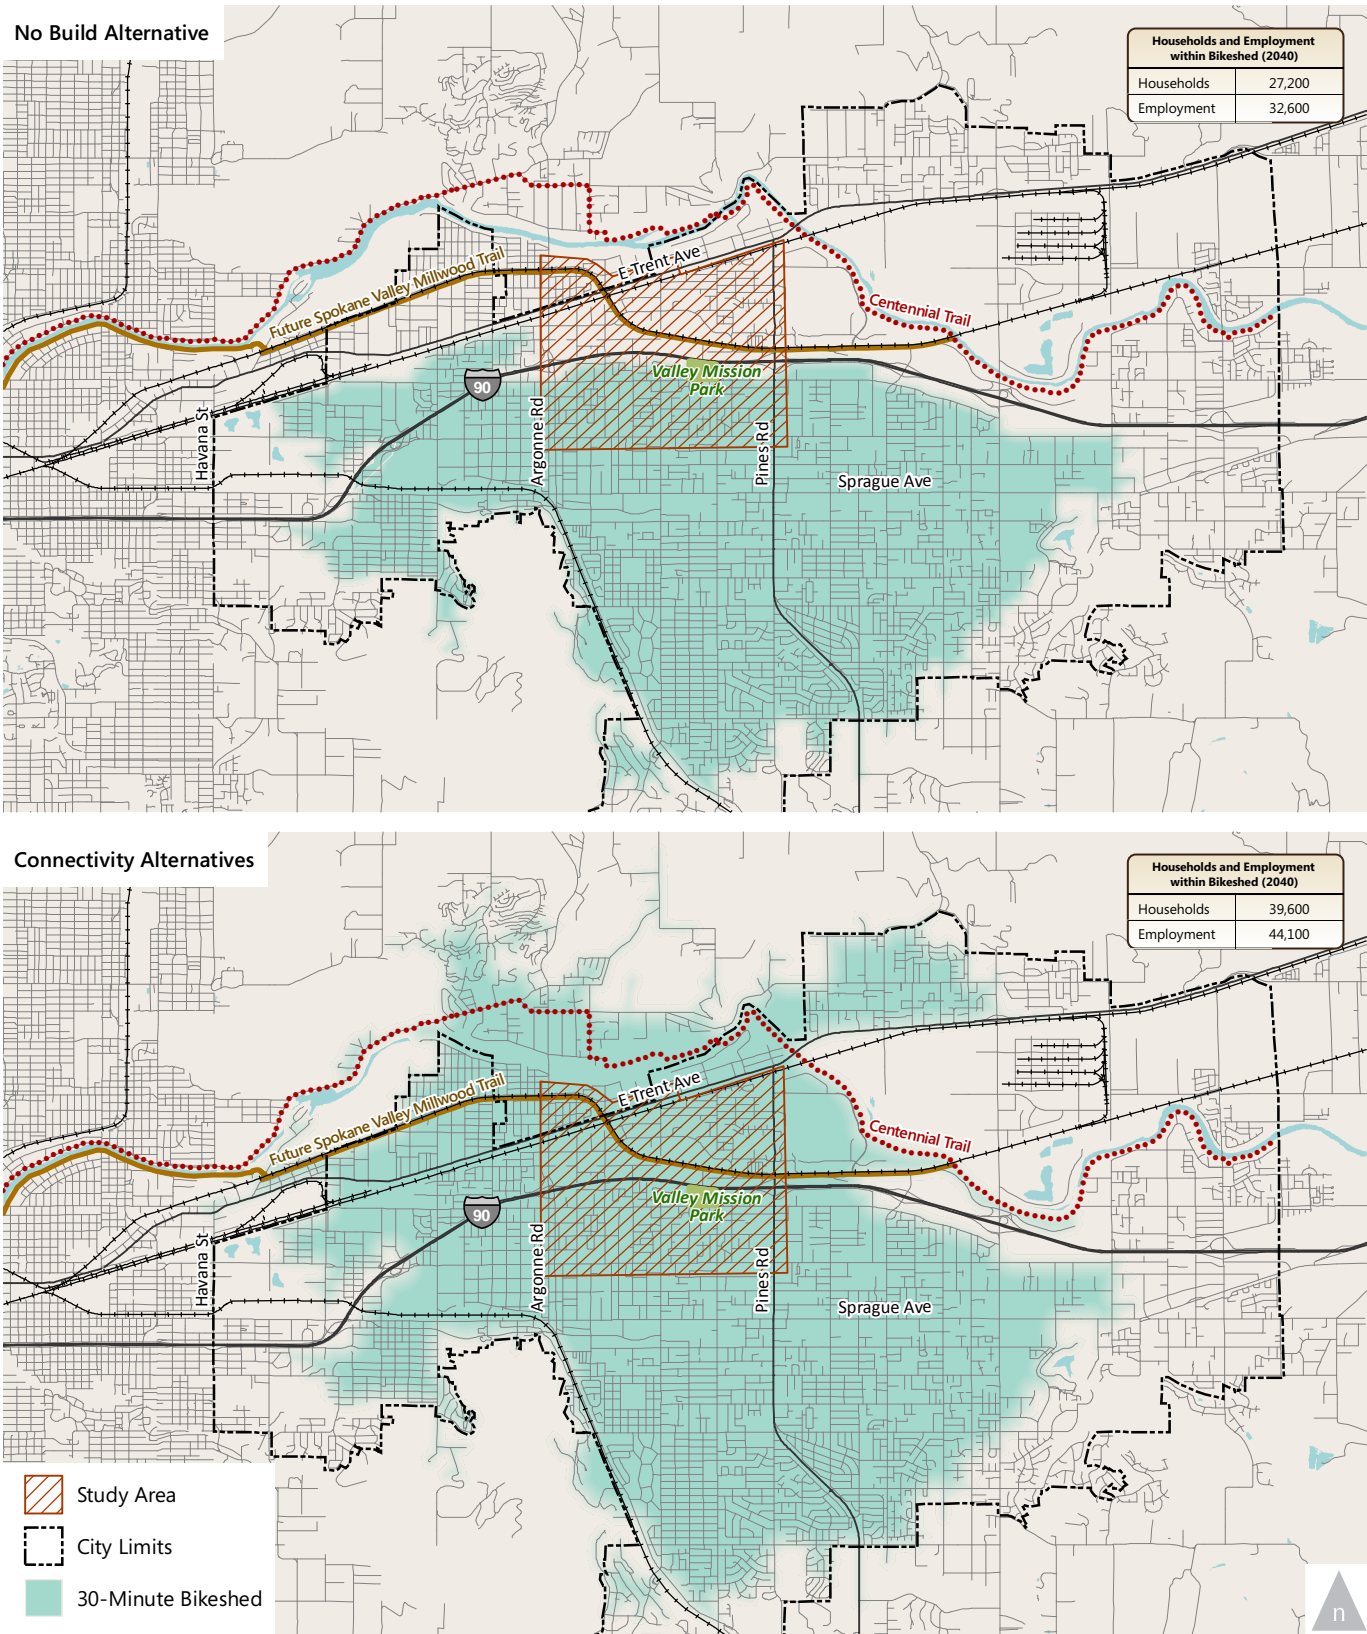 No Build Alternative
Households and Employment
within Bikeshed (2040)
Households 27,200
Employment 32,600
E Trent Ave
Future Spokane Valley Millwood Trail
Centennial Trail
Valley Mission
Park
90
Havana St
Argonne Rd
Pines Rd
Sprague Ave
Connectivity Alternatives
Households and Employment
within Bikeshed (2040)
Households 39,600
Employment 44,100
E Trent Ave
Future Spokane Valley Millwood Trail
Centennial Trail
Valley Mission
Park
90
Havana St
Argonne Rd
Pines Rd
Sprague Ave
Study Area
City Limits
30-Minute Bikeshed
n